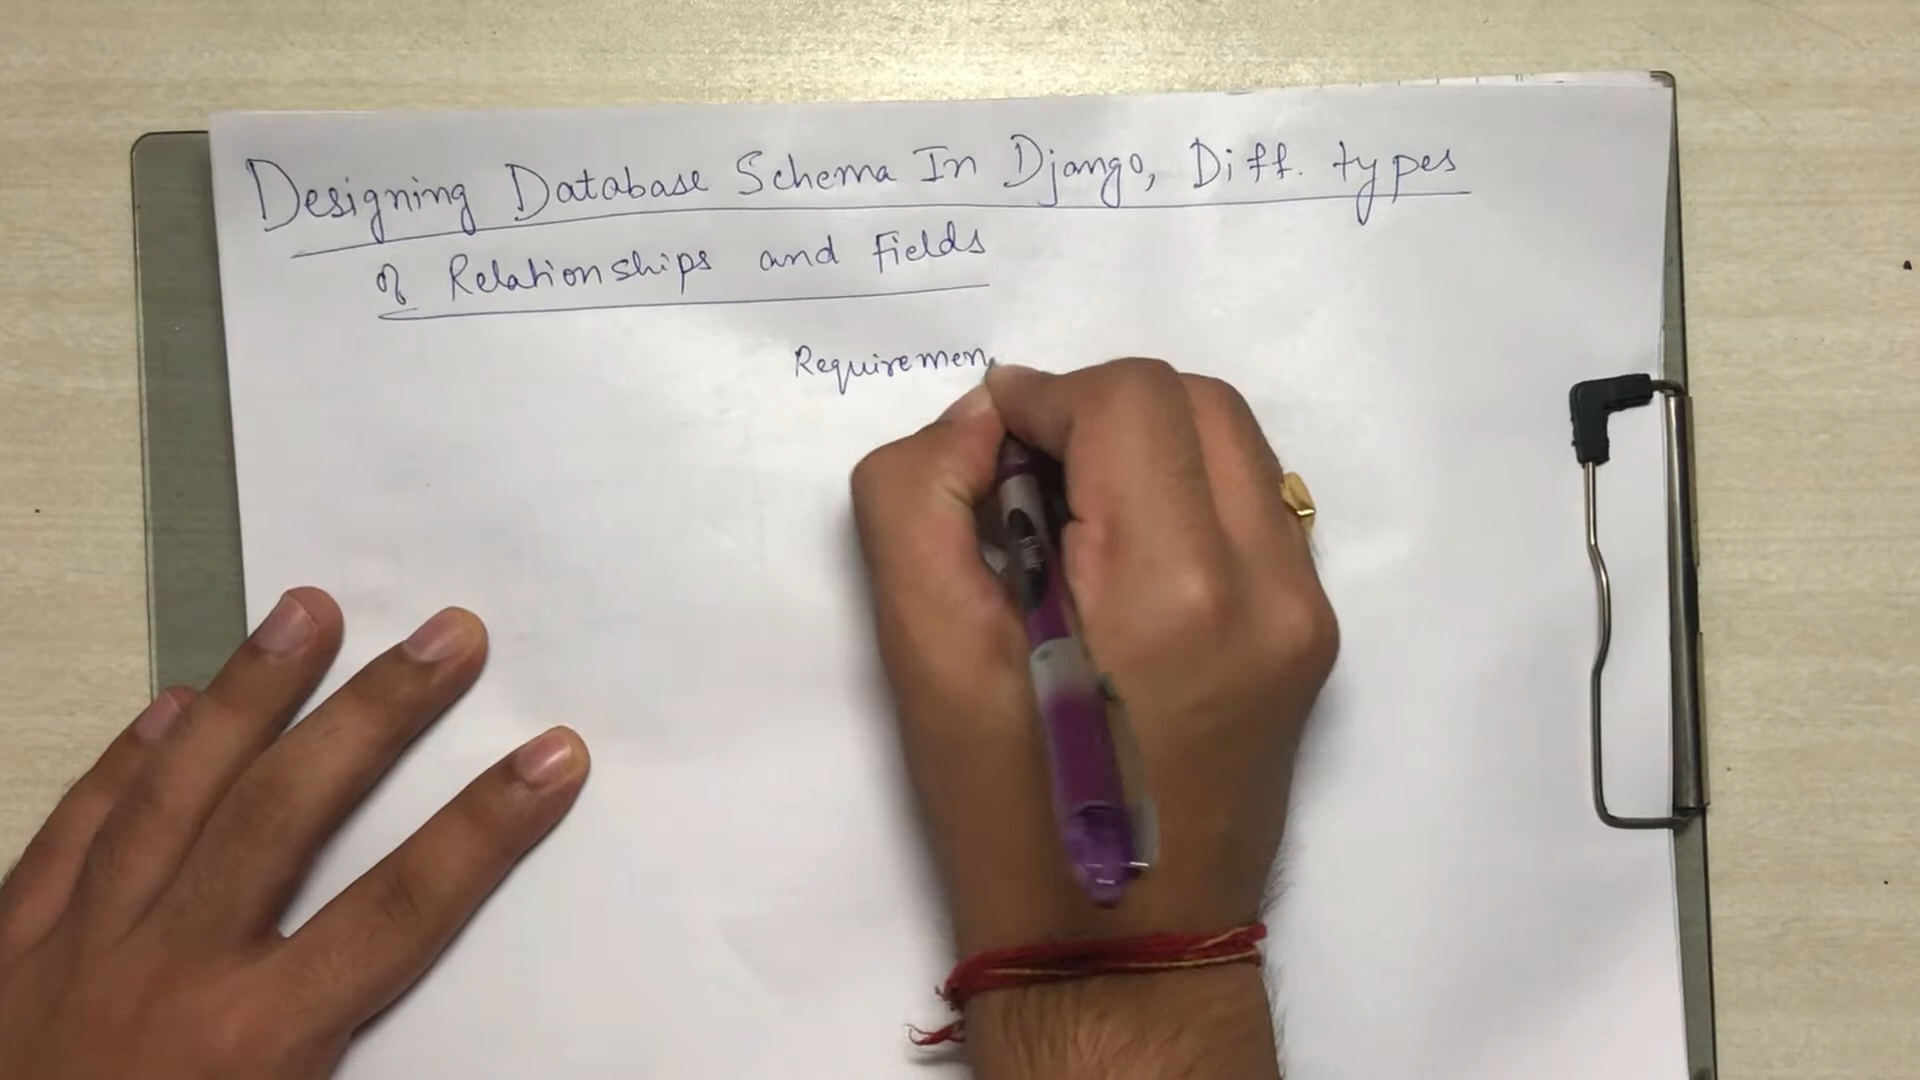 Designing Database Schema In Django, Diff. types
of Relationships and fields
Requiremen